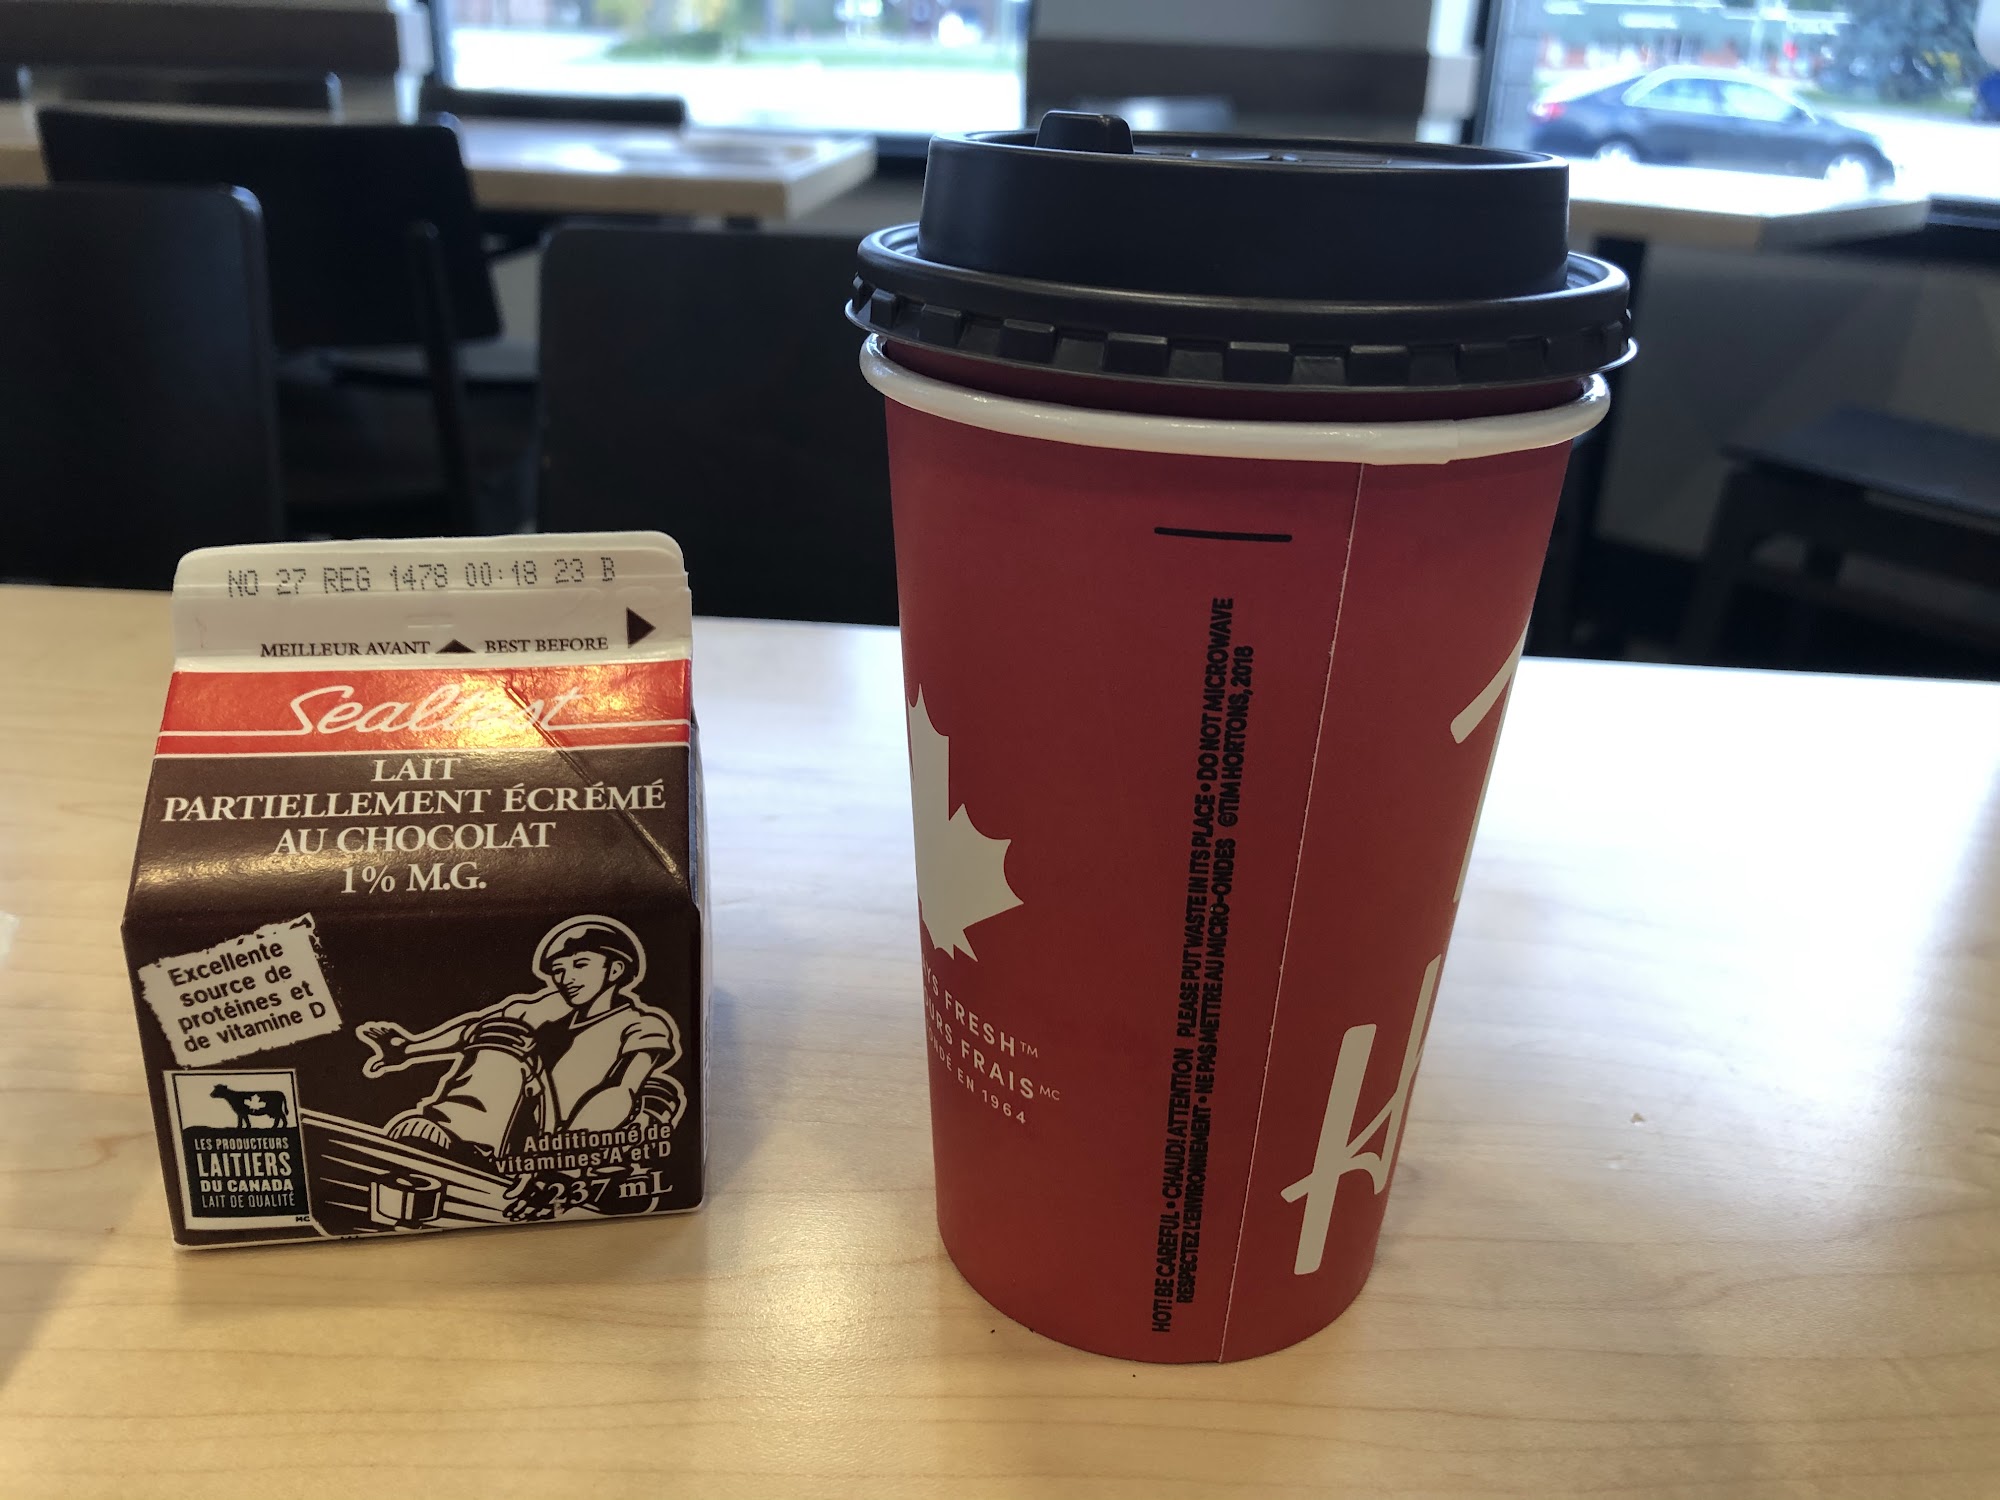 NO 27 REG 1478 00:18 23 B
MEILLEUR AVANT BEST BEFORE
Sealtest
LAIT
PARTIELLEMENT ÉCRÉMÉ
AU CHOCOLAT
1% M.G.
Excellente
source de
protéines et
de vitamine D
LES PRODUCTEURS
LAITIERS
DU CANADA
LAIT DE QUALITÉ
MC
Additionné de
vitamines A et D
237 mL
FRESH™
FRAIS MC
EN 1964
HOT! BE CAREFUL • CHAUD! ATTENTION PLEASE PUT WASTE IN ITS PLACE • DO NOT MICROWAVE
RESPECTEZ L'ENVIRONNEMENT • NE PAS METTRE AU MICRO-ONDES ©TIM HORTONS, 2018